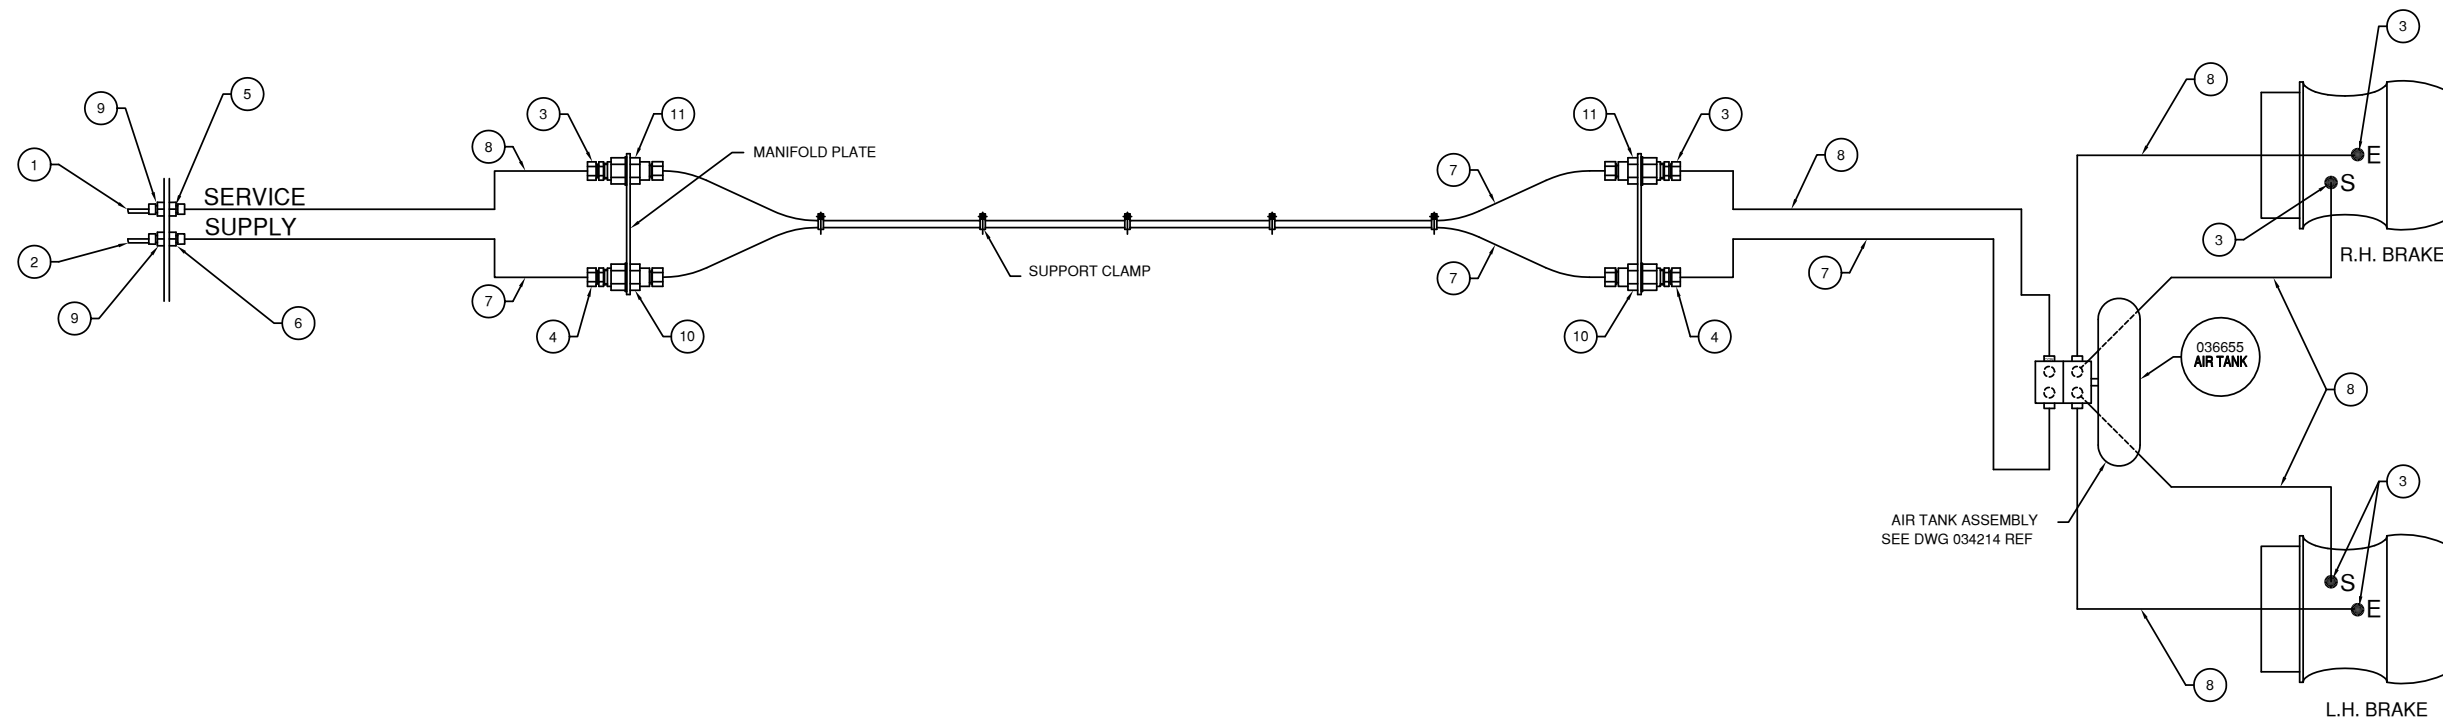 3
8
9
5
3
11
11
3
8
8
MANIFOLD PLATE
E
1
7
S
SERVICE
SUPPLY
3
R.H. BRAKE
2
SUPPORT CLAMP
7
7
7
9
6
4
10
10
4
036655
AIR TANK
8
3
AIR TANK ASSEMBLY
SEE DWG 034214 REF
S
E
8
L.H. BRAKE